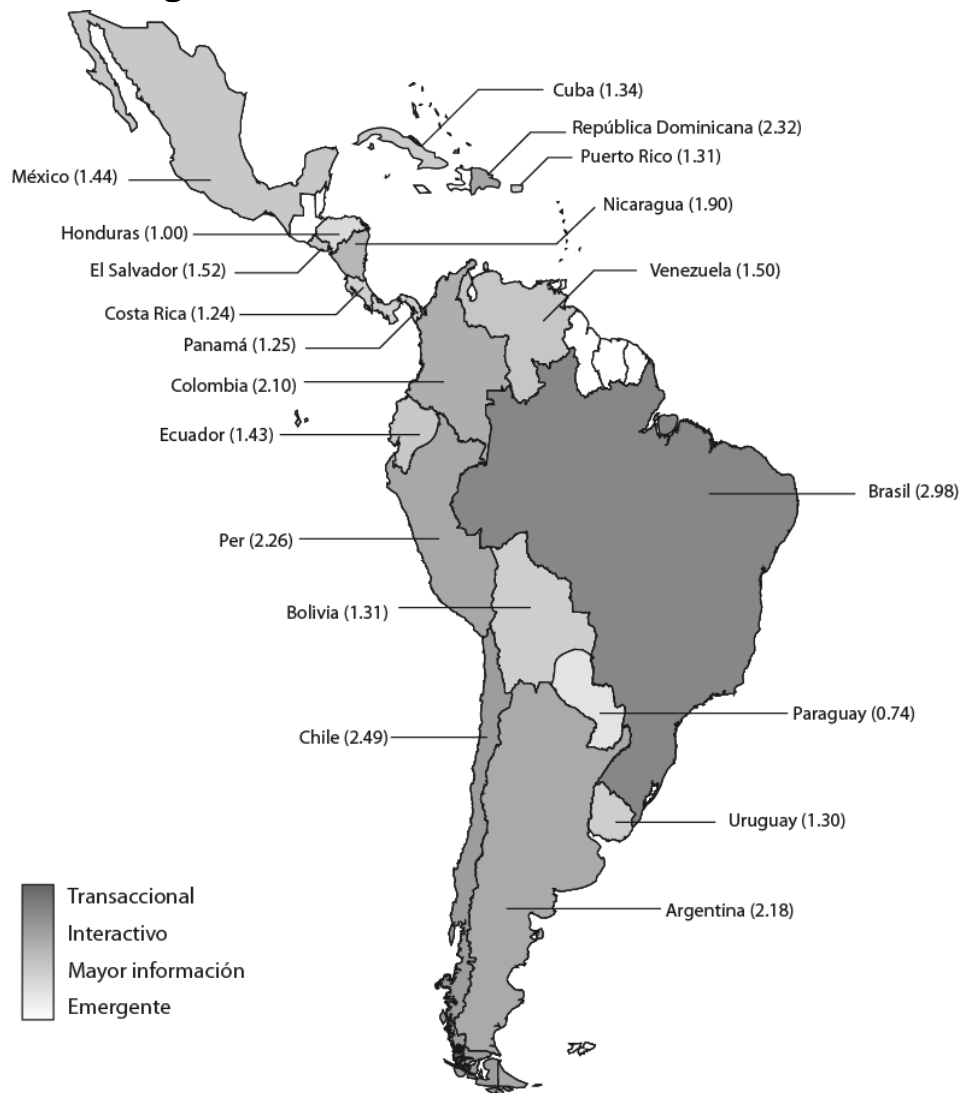 Cuba (1.34)
República Dominicana (2.32)
Puerto Rico (1.31)
México (1.44)
Nicaragua (1.90)
Honduras (1.00)
El Salvador (1.52)
Venezuela (1.50)
Costa Rica (1.24)
Panamá (1.25)
Colombia (2.10)
Ecuador (1.43)
Brasil (2.98)
Per (2.26)
Bolivia (1.31)
Paraguay (0.74)
Chile (2.49)
Uruguay (1.30)
Argentina (2.18)
Transaccional
Interactivo
Mayor información
Emergente